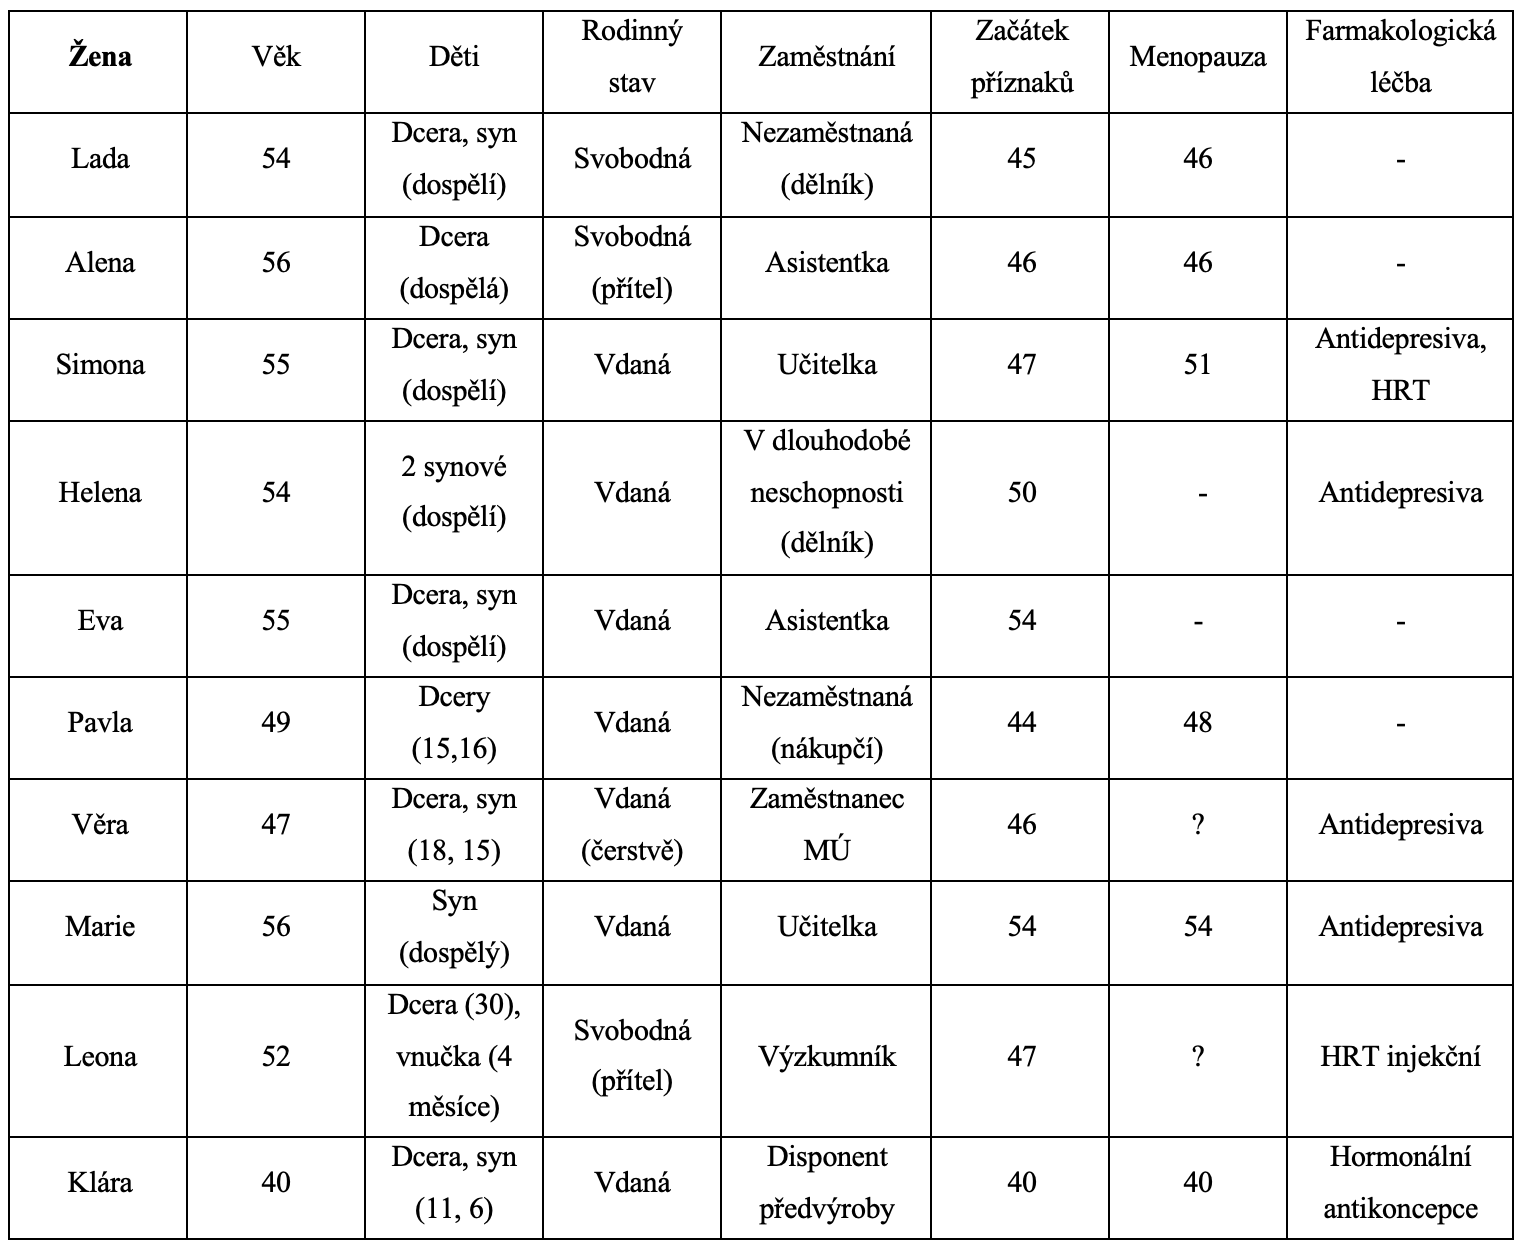 Žena Věk Děti Rodinný stav Zaměstnání Začátek příznaků Menopauza Farmakologická léčba
Lada 54 Dcera, syn (dospělí) Svobodná Nezaměstnaná (dělník) 45 46 -
Alena 56 Dcera (dospělá) Svobodná (přítel) Asistentka 46 46 -
Simona 55 Dcera, syn (dospělí) Vdaná Učitelka 47 51 Antidepresiva, HRT
Helena 54 2 synové (dospělí) Vdaná V dlouhodobé neschopnosti (dělník) 50 - Antidepresiva
Eva 55 Dcera, syn (dospělí) Vdaná Asistentka 54 - -
Pavla 49 Dcery (15,16) Vdaná Nezaměstnaná (nákupčí) 44 48 -
Věra 47 Dcera, syn (18, 15) Vdaná (čerstvě) Zaměstnanec MÚ 46 ? Antidepresiva
Marie 56 Syn (dospělý) Vdaná Učitelka 54 54 Antidepresiva
Leona 52 Dcera (30), vnučka (4 měsíce) Svobodná (přítel) Výzkumník 47 ? HRT injekční
Klára 40 Dcera, syn (11, 6) Vdaná Disponent předvýroby 40 40 Hormonální antikoncepce